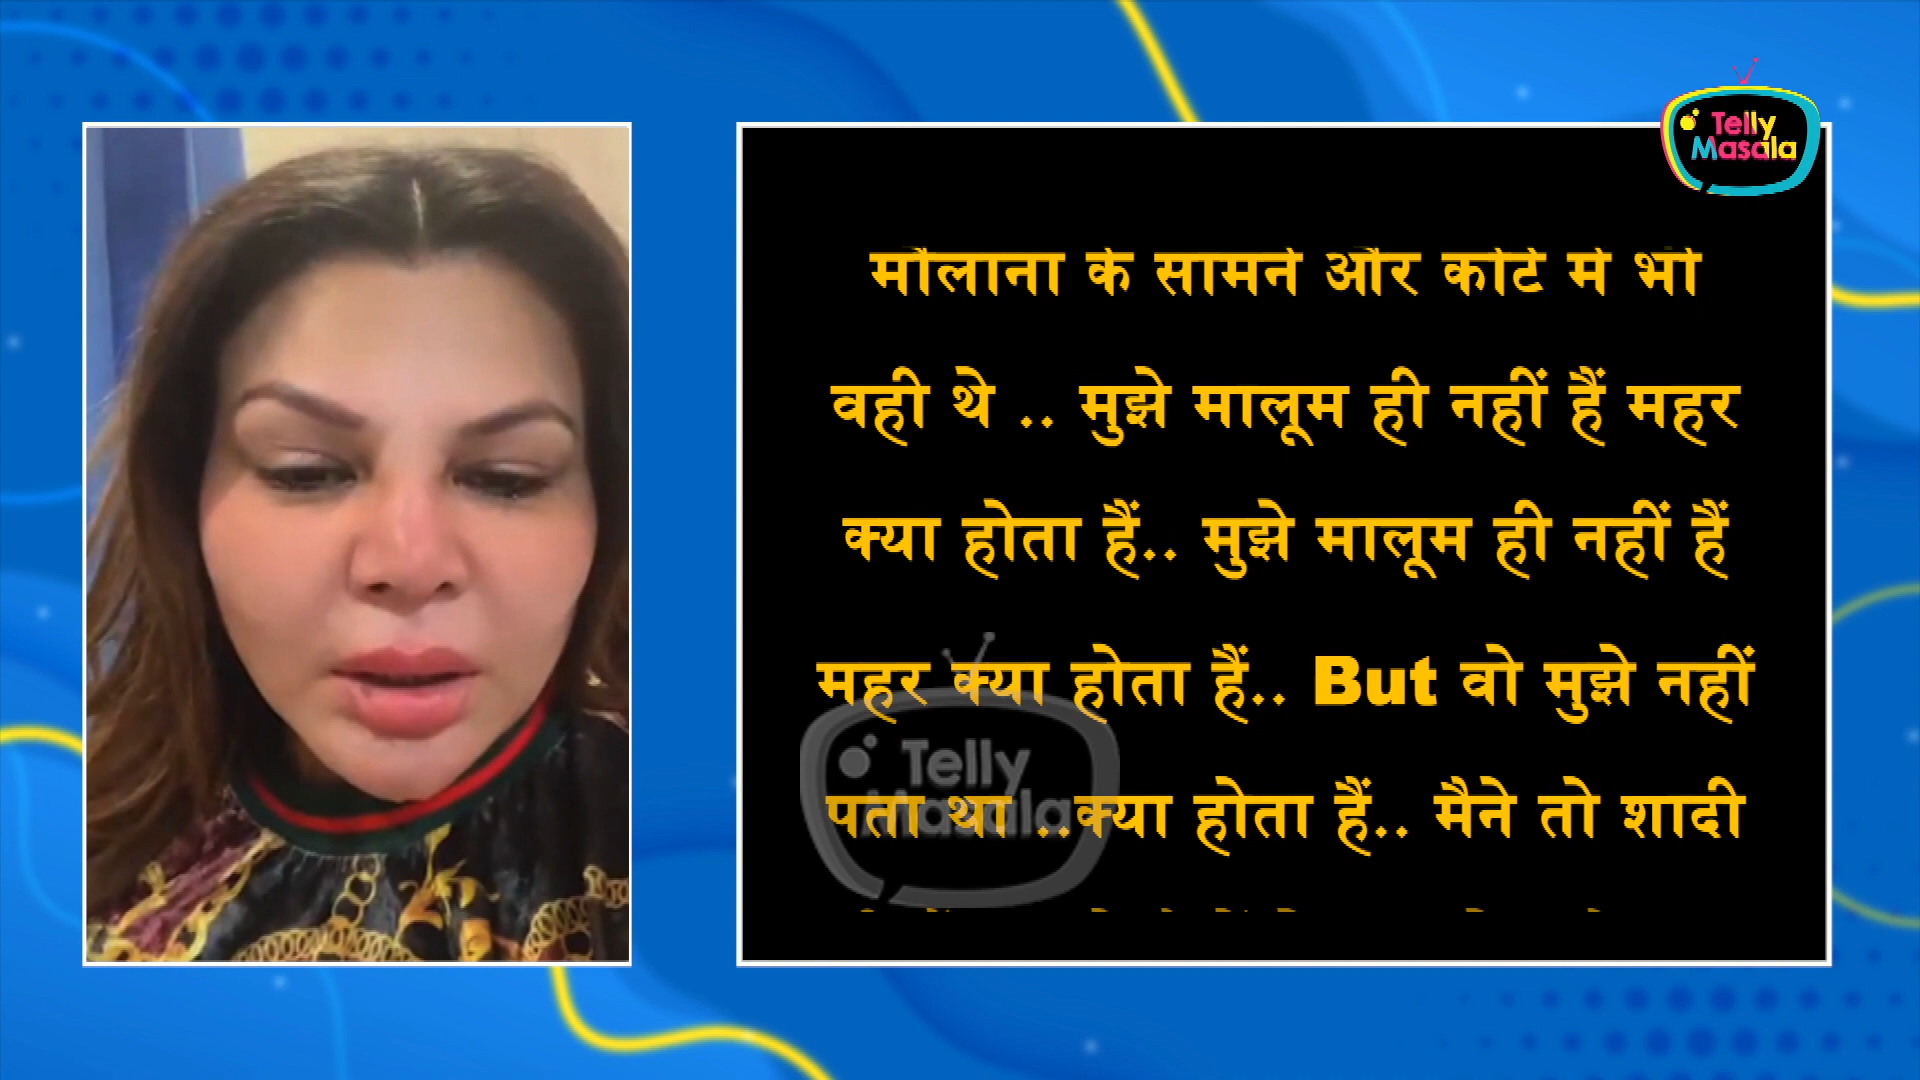 Telly
Masala
मौलाना के सामने और कोर्ट में भी
वही थे .. मुझे मालूम ही नहीं हैं महर
क्या होता हैं.. मुझे मालूम ही नहीं हैं
महर क्या होता हैं.. But वो मुझे नहीं
पता था ..क्या होता हैं.. मैने तो शादी
Telly
Masala